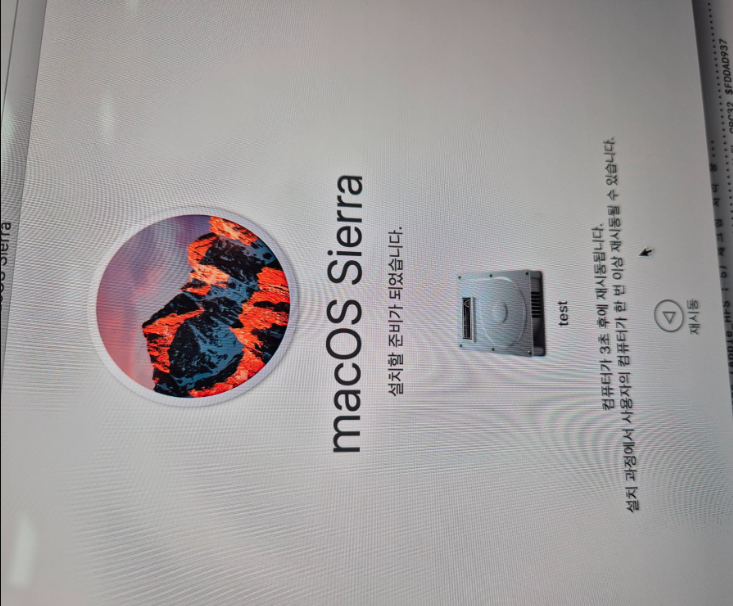 macOS Sierra
설치할 준비가 되었습니다.
test
컴퓨터가 3초 후에 재시동됩니다.
설치 과정에서 사용자의 컴퓨터가 한 번 이상 재시동될 수 있습니다.
재시동
CRC32 $FDDAD937